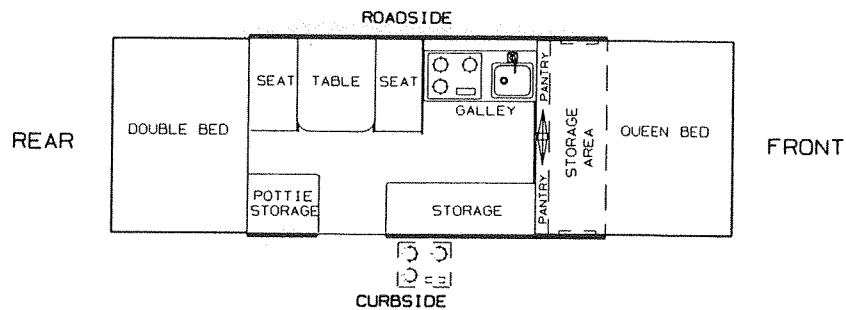 ROADSIDE
REAR
DOUBLE BED
SEAT
TABLE
SEAT
GALLEY
PANTRY
PANTRY
STORAGE
AREA
QUEEN BED
FRONT
POTTIE
STORAGE
STORAGE
CURBSIDE